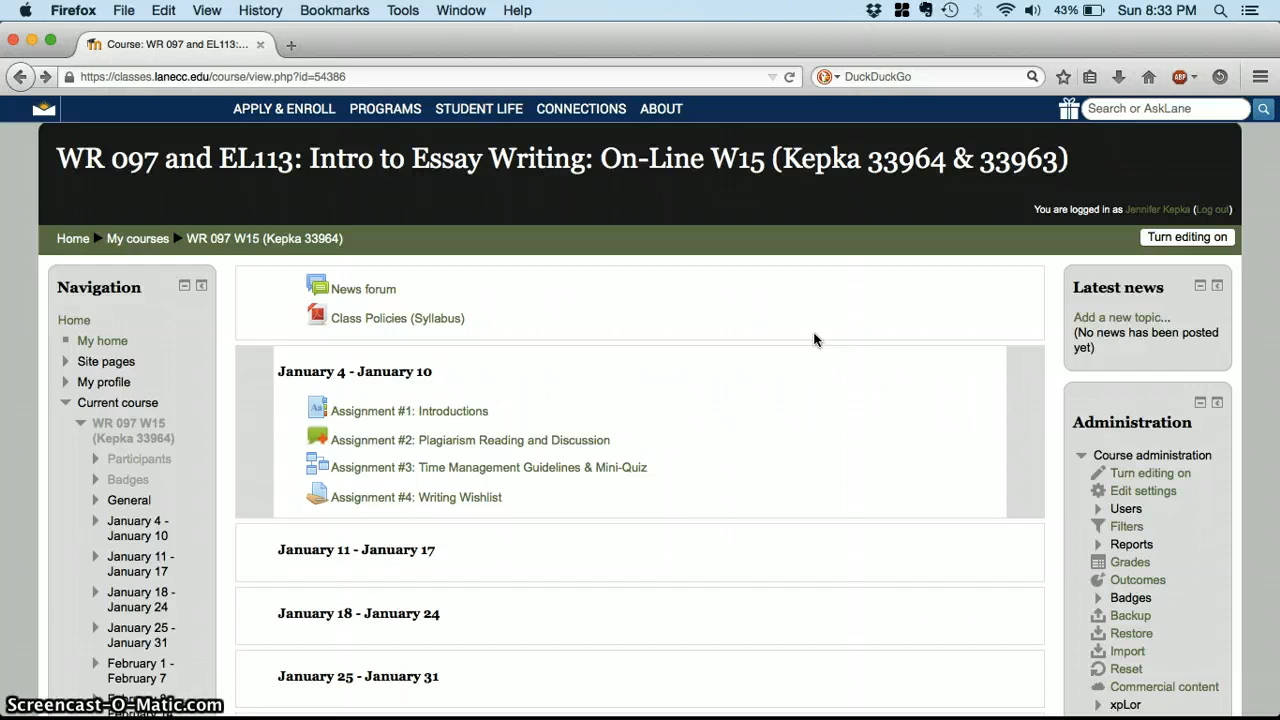 Firefox File Edit View History Bookmarks Tools Window Help 43% Sun 8:33 PM
Course: WR 097 and EL113:...
https://classes.lanecc.edu/course/view.php?id=54386 DuckDuckGo ABP
APPLY & ENROLL PROGRAMS STUDENT LIFE CONNECTIONS ABOUT Search or AskLane
WR 097 and EL113: Intro to Essay Writing: On-Line W15 (Kepka 33964 & 33963)
You are logged in as Jennifer Kepka (Log out)
Home My courses WR 097 W15 (Kepka 33964) Turn editing on
Navigation
Home
My home
Site pages
My profile
Current course
WR 097 W15
(Kepka 33964)
Participants
Badges
General
January 4 -
January 10
January 11 -
January 17
January 18 -
January 24
January 25 -
January 31
February 1 -
February 7
News forum
Class Policies (Syllabus)
January 4 - January 10
Assignment #1: Introductions
Assignment #2: Plagiarism Reading and Discussion
Assignment #3: Time Management Guidelines & Mini-Quiz
Assignment #4: Writing Wishlist
January 11 - January 17
January 18 - January 24
January 25 - January 31
Latest news
Add a new topic...
(No news has been posted
yet)
Administration
Course administration
Turn editing on
Edit settings
Users
Filters
Reports
Grades
Outcomes
Badges
Backup
Restore
Import
Reset
Commercial content
xpLor
Screencast-O-Matic.com